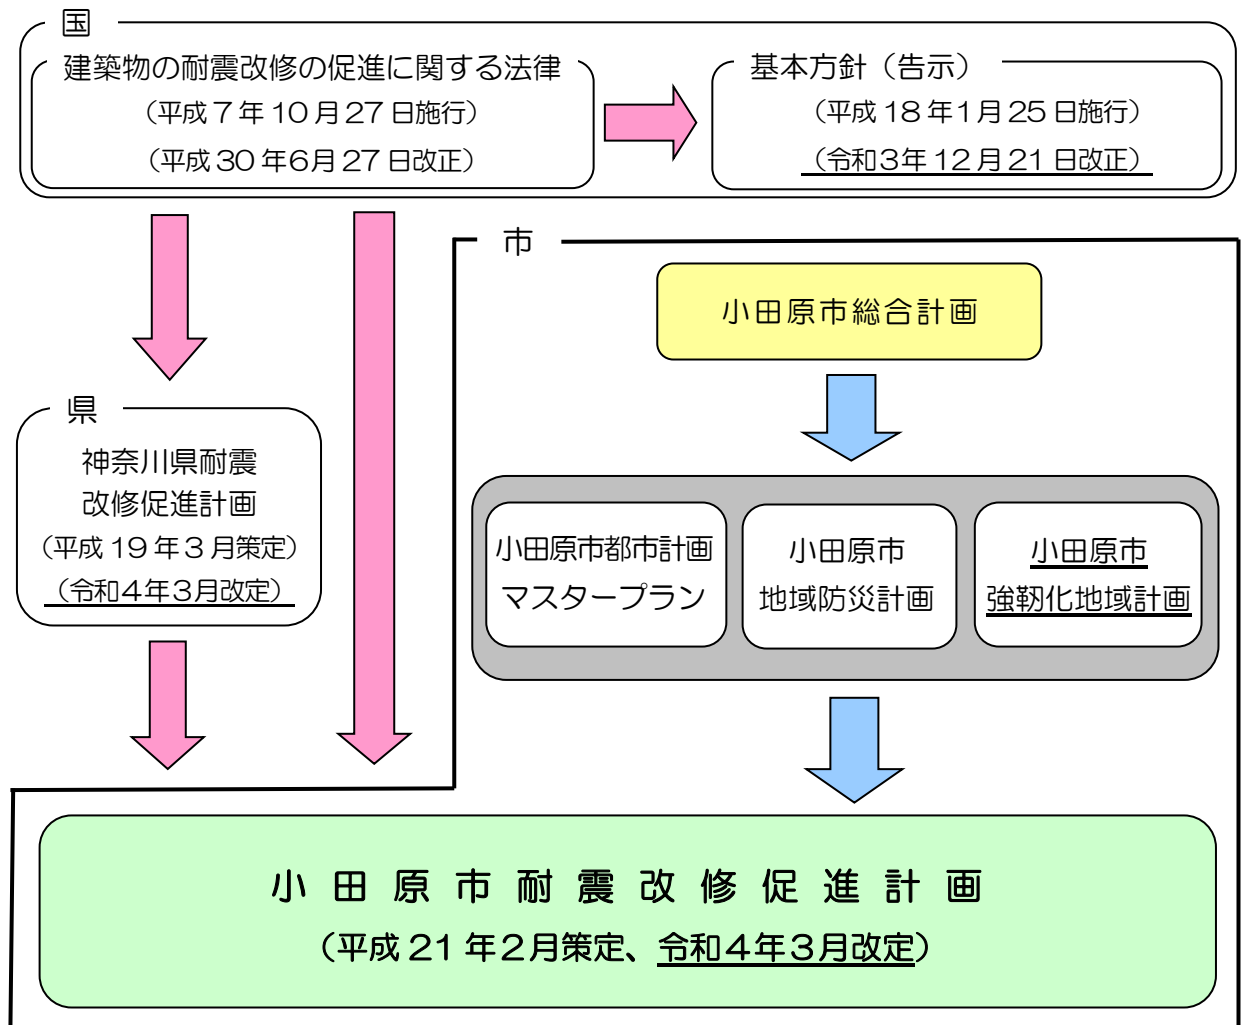 国
建築物の耐震改修の促進に関する法律
（平成７年１０月２７日施行）
（平成３０年６月２７日改正）
基本方針（告示）
（平成１８年１月２５日施行）
（令和３年１２月２１日改正）
市
小田原市総合計画
県
神奈川県耐震
改修促進計画
（平成１９年３月策定）
（令和４年３月改定）
小田原市都市計画
マスタープラン
小田原市
地域防災計画
小田原市
強靭化地域計画
小田原市耐震改修促進計画
（平成２１年２月策定、令和４年３月改定）